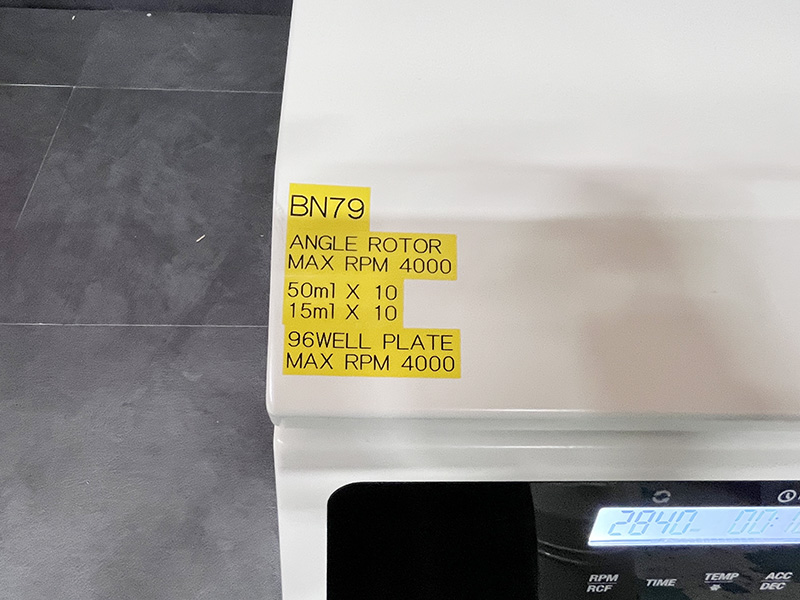 BN79
ANGLE ROTOR
MAX RPM 4000
50ml X 10
15ml X 10
96WELL PLATE
MAX RPM 4000
2840
RPM
RCF
TIME
TEMP
ACC
DEC